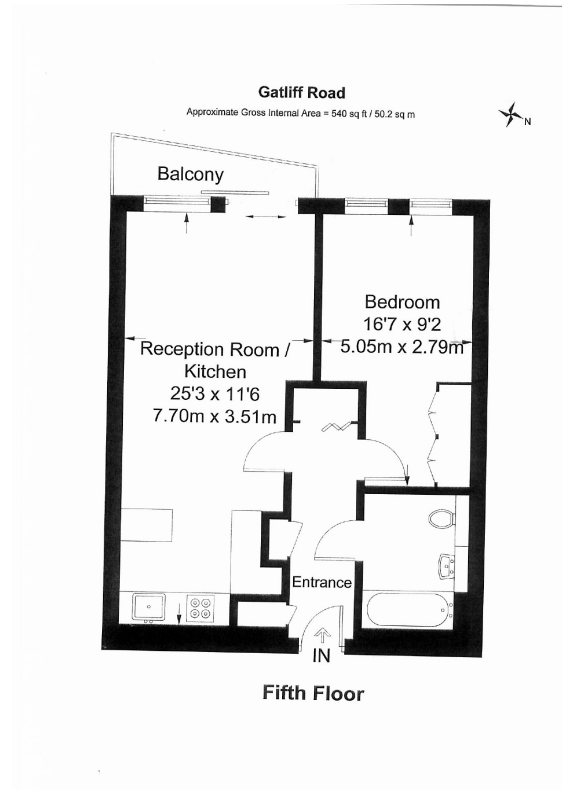 Gatliff Road
Approximate Gross Internal Area = 540 sq ft / 50.2 sq m
N
Balcony
Bedroom
16'7 x 9'2
5.05m x 2.79m
Reception Room /
Kitchen
25'3 x 11'6
7.70m x 3.51m
Entrance
IN
Fifth Floor